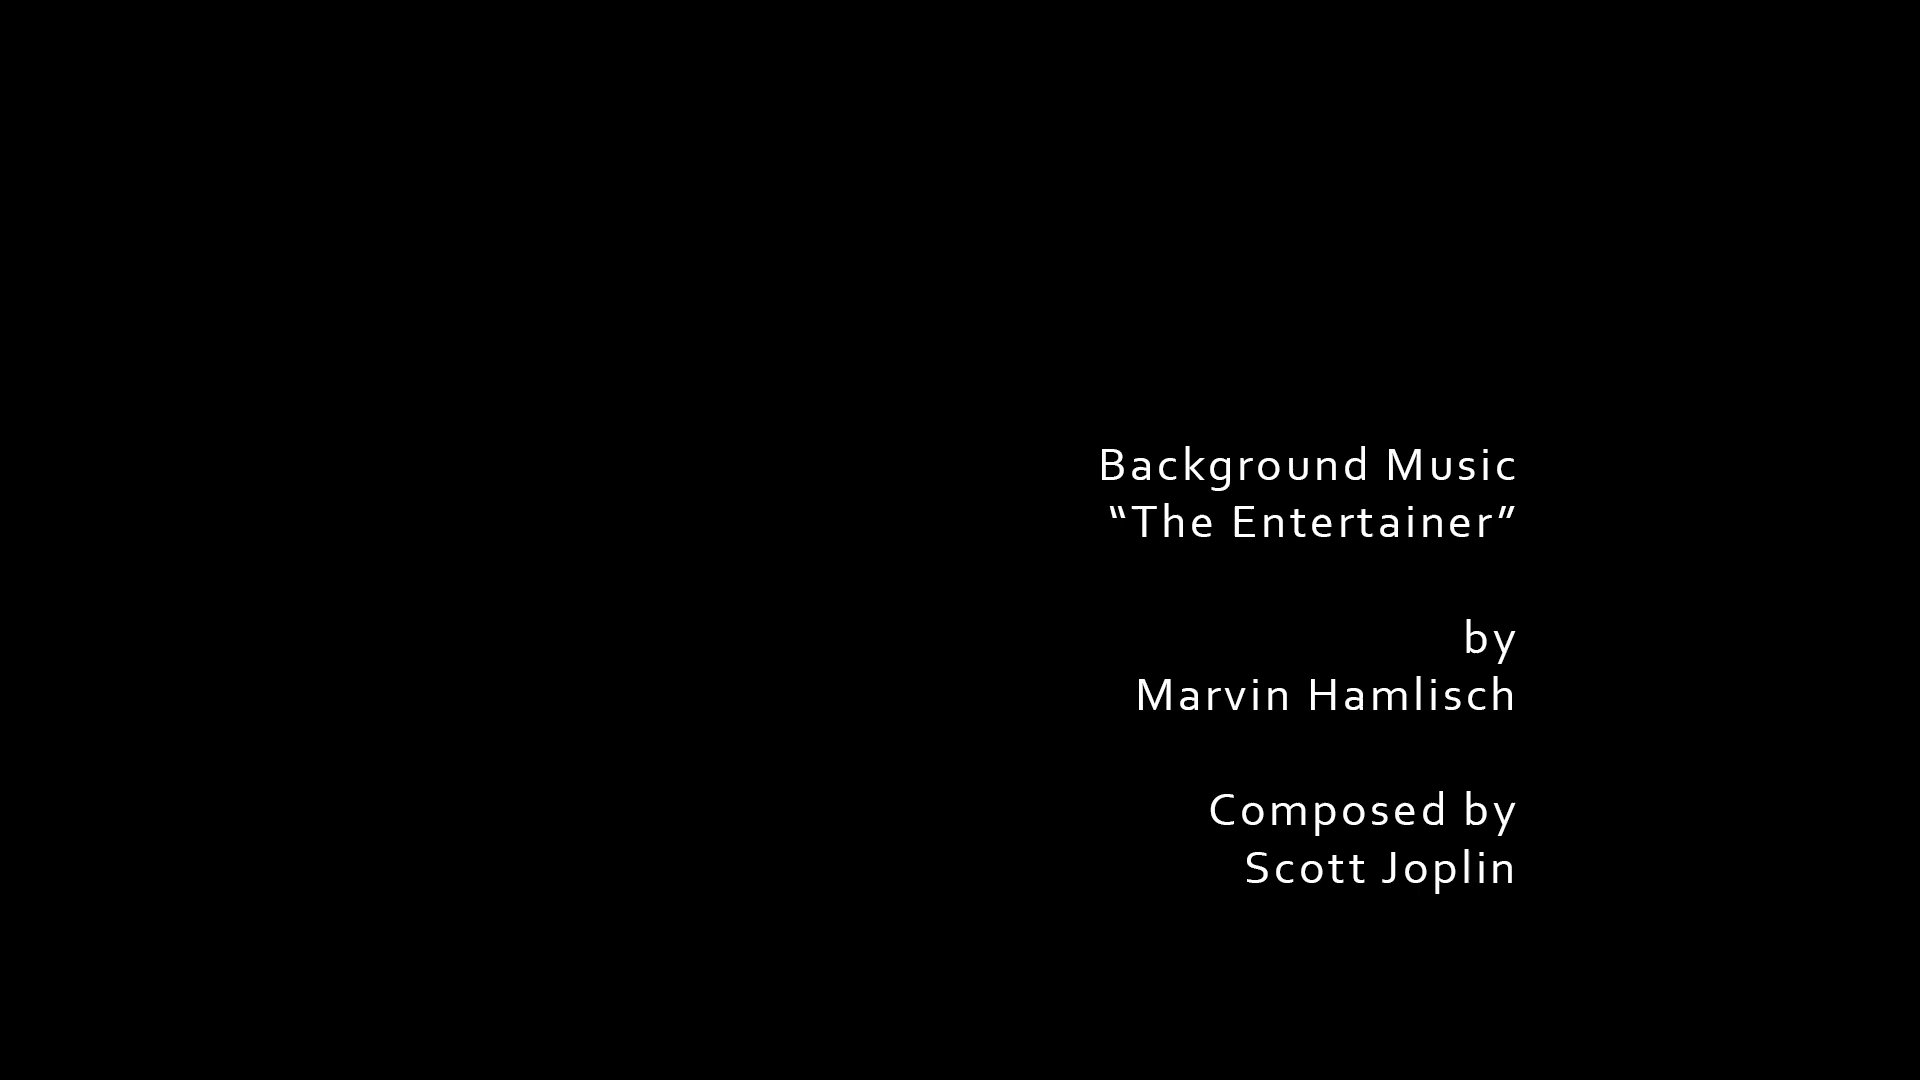 Background Music
“The Entertainer”
by
Marvin Hamlisch
Composed by
Scott Joplin